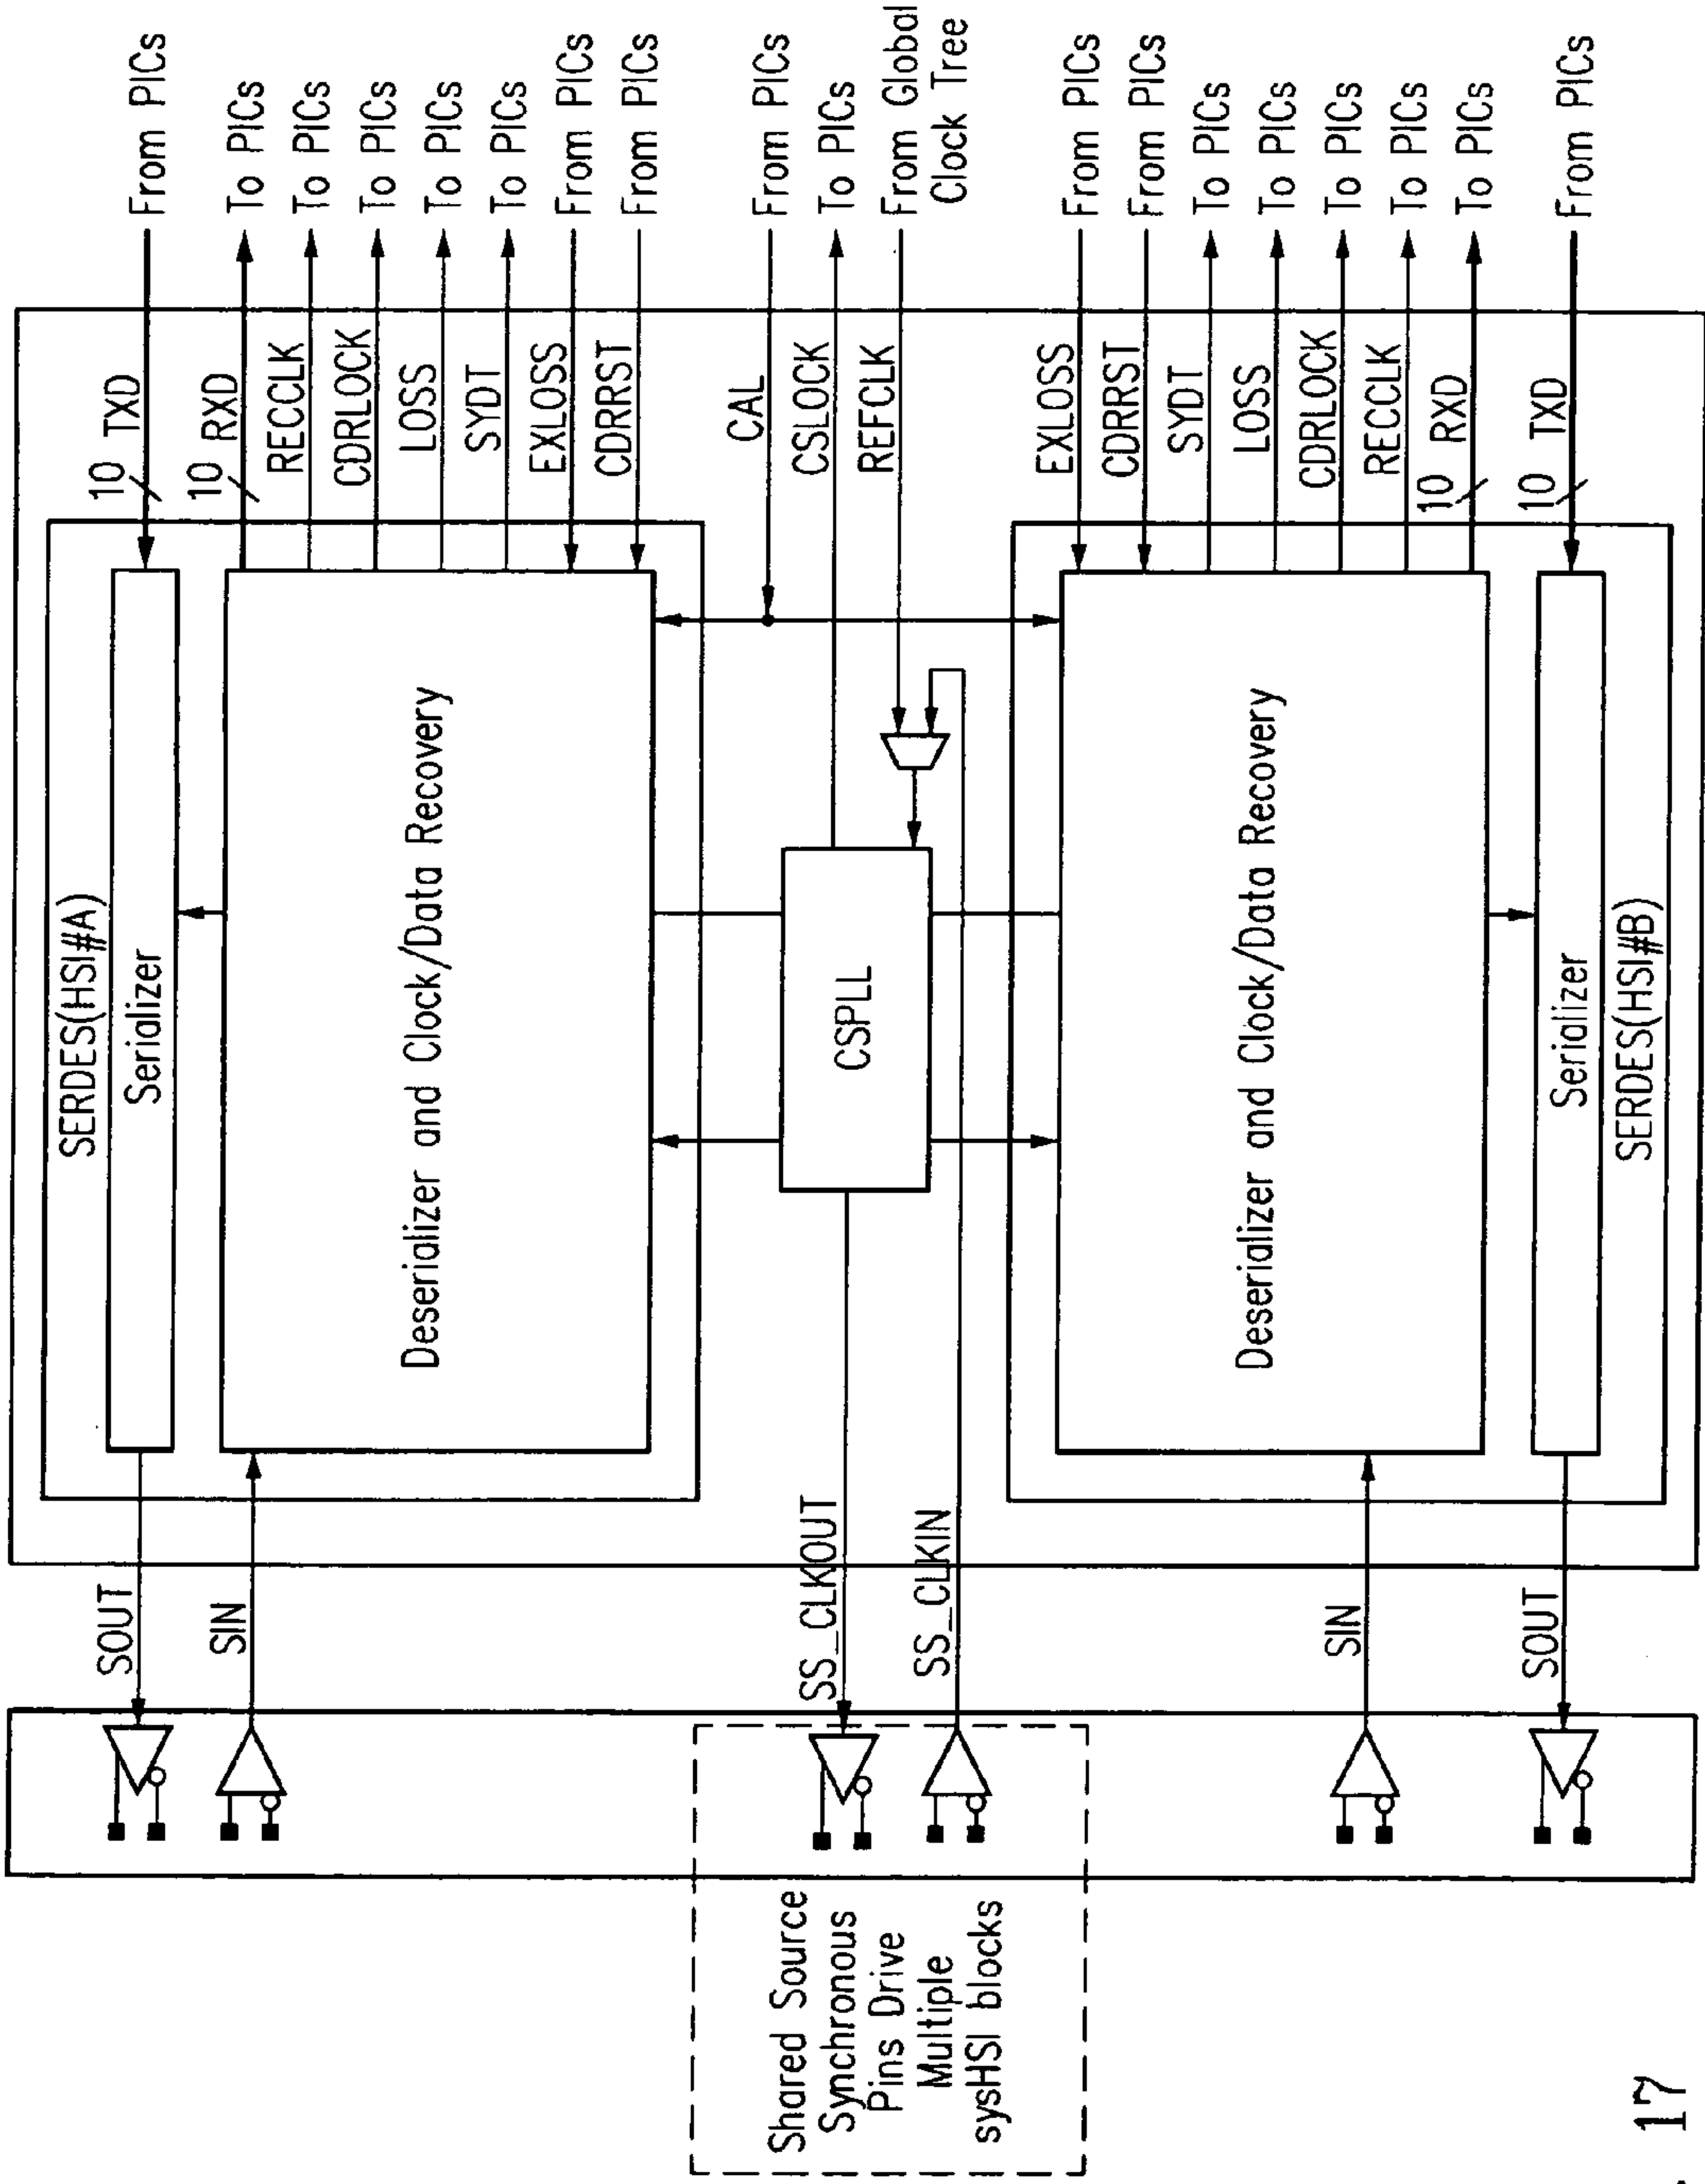 SERDES(HSI#A)
Serializer
10 TXD
From PICs
SOUT
SIN
Deserializer and Clock/Data Recovery
10 RXD
To PICs
RECCLK
To PICs
CDRLOCK
To PICs
LOSS
To PICs
SYDT
To PICs
EXLOSS
From PICs
CDRRST
From PICs
Shared Source
Synchronous
Pins Drive
Multiple
sysHSI blocks
SS_CLKOUT
SS_CLKIN
CSPLL
CAL
From PICs
CSLOCK
To PICs
REFCLK
From Global
Clock Tree
SIN
Deserializer and Clock/Data Recovery
EXLOSS
From PICs
CDRRST
From PICs
SYDT
To PICs
LOSS
To PICs
CDRLOCK
To PICs
RECCLK
To PICs
10 RXD
To PICs
SOUT
Serializer
10 TXD
From PICs
SERDES(HSI#B)
17